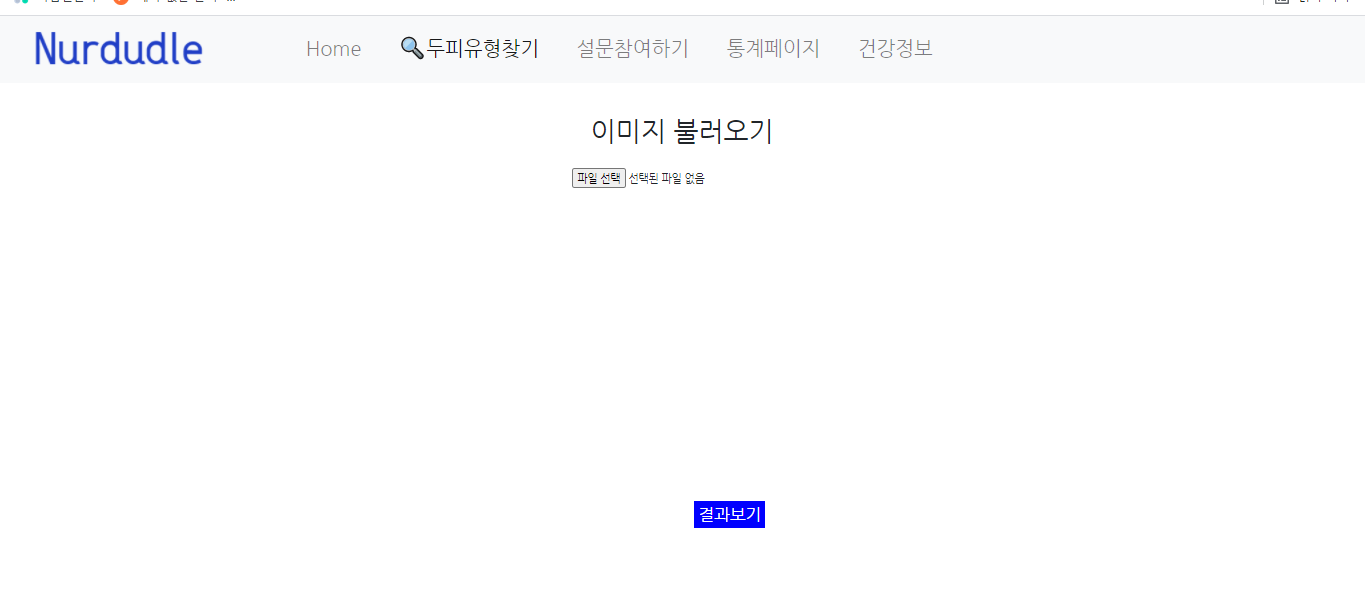 Nurdudle
Home 두피유형찾기 설문참여하기 통계페이지 건강정보
이미지 불러오기
파일 선택 선택된 파일 없음
결과보기